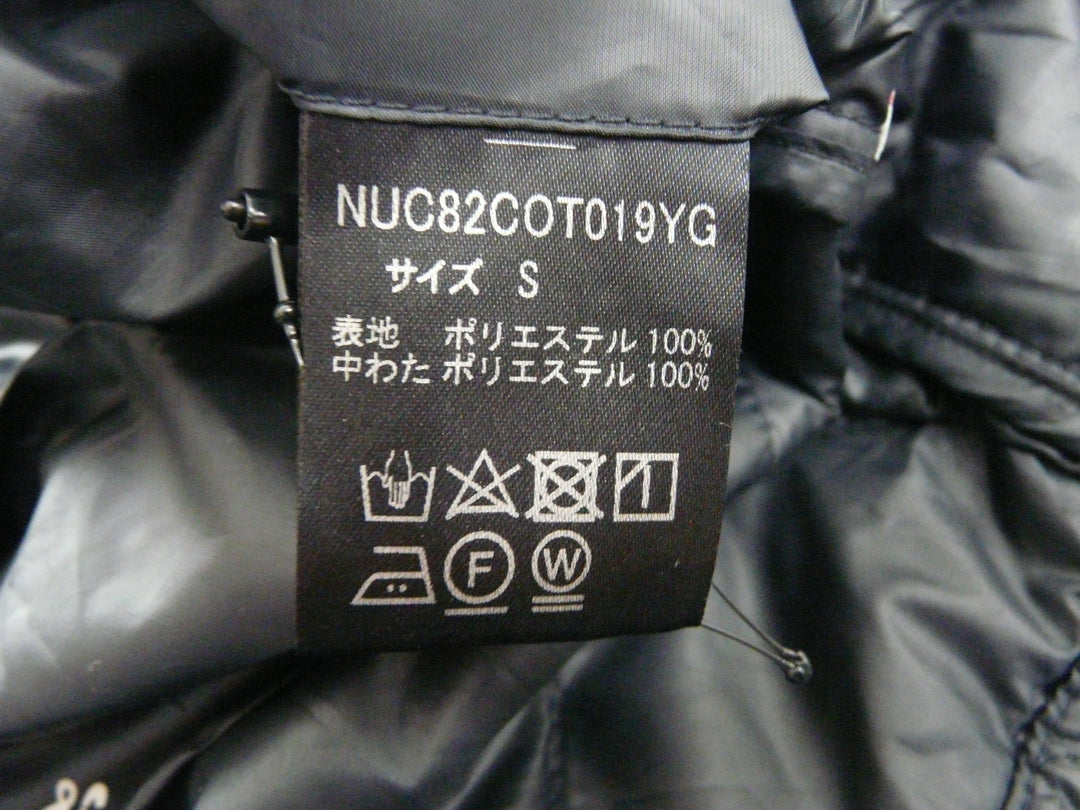 NUC82COT019YG
サイズ S
表地 ポリエステル 100%
中わた ポリエステル 100%
F W